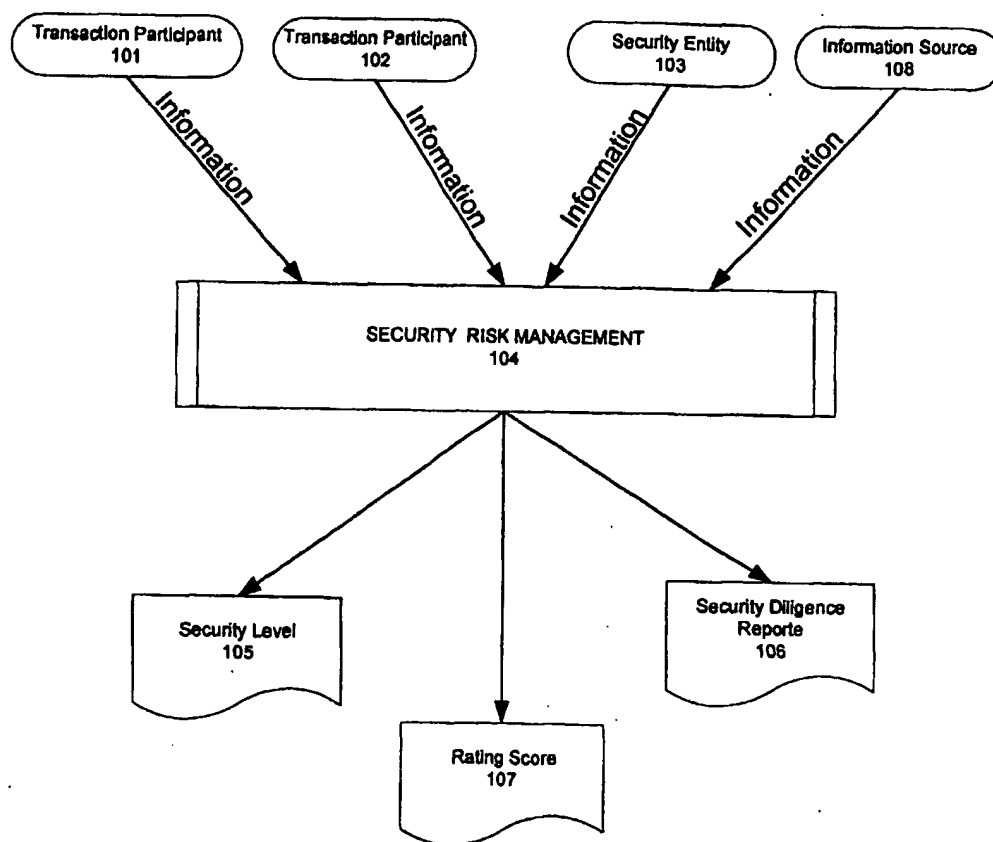 Transaction Participant
101
Transaction Participant
102
Security Entity
103
Information Source
108
Information
Information
Information
Information
SECURITY RISK MANAGEMENT
104
Security Level
105
Security Diligence
Reporte
106
Rating Score
107